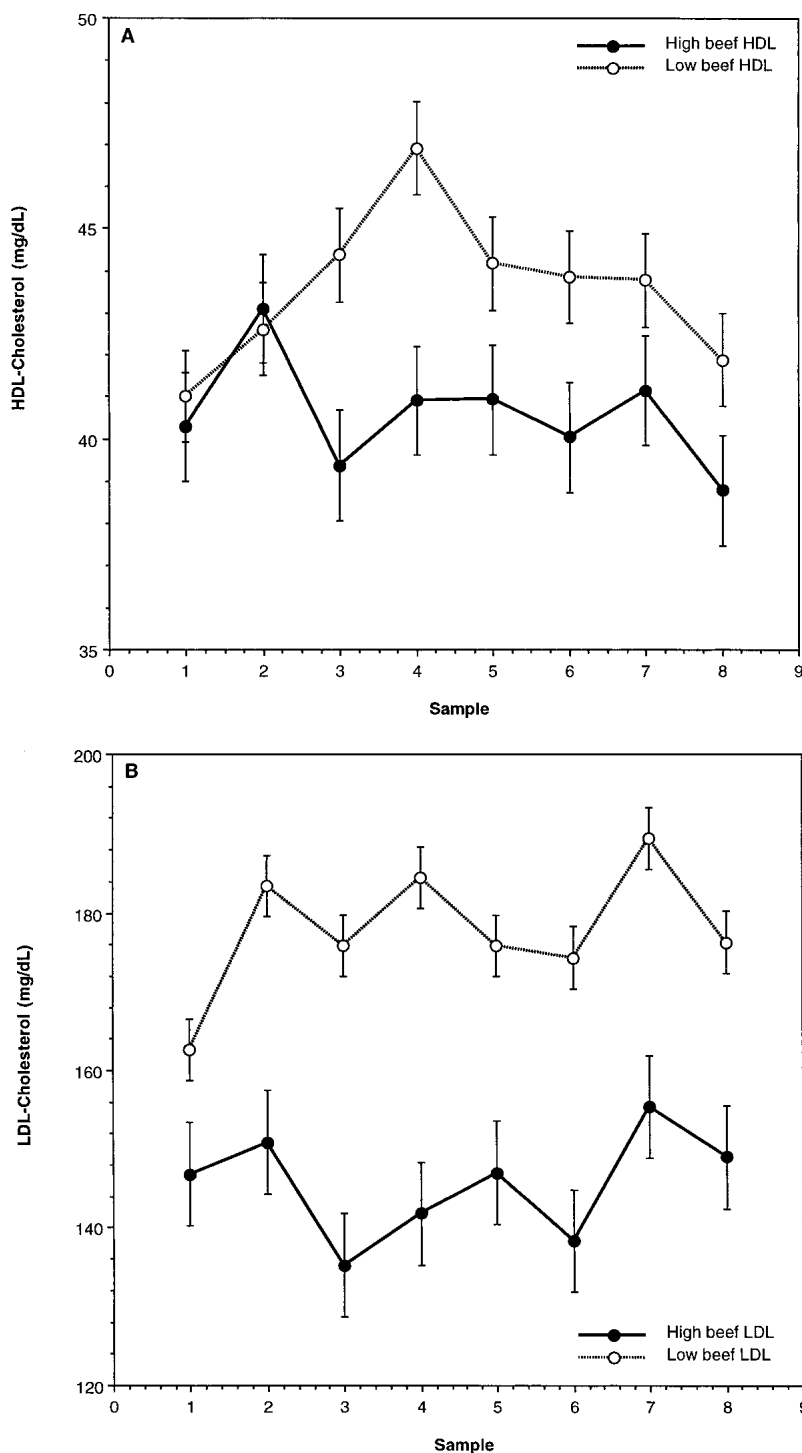 A
High beef HDL
Low beef HDL
50
45
40
35
HDL-Cholesterol (mg/dL)
0 1 2 3 4 5 6 7 8 9
Sample
B
200
180
160
140
120
LDL-Cholesterol (mg/dL)
High beef LDL
Low beef LDL
0 1 2 3 4 5 6 7 8 9
Sample